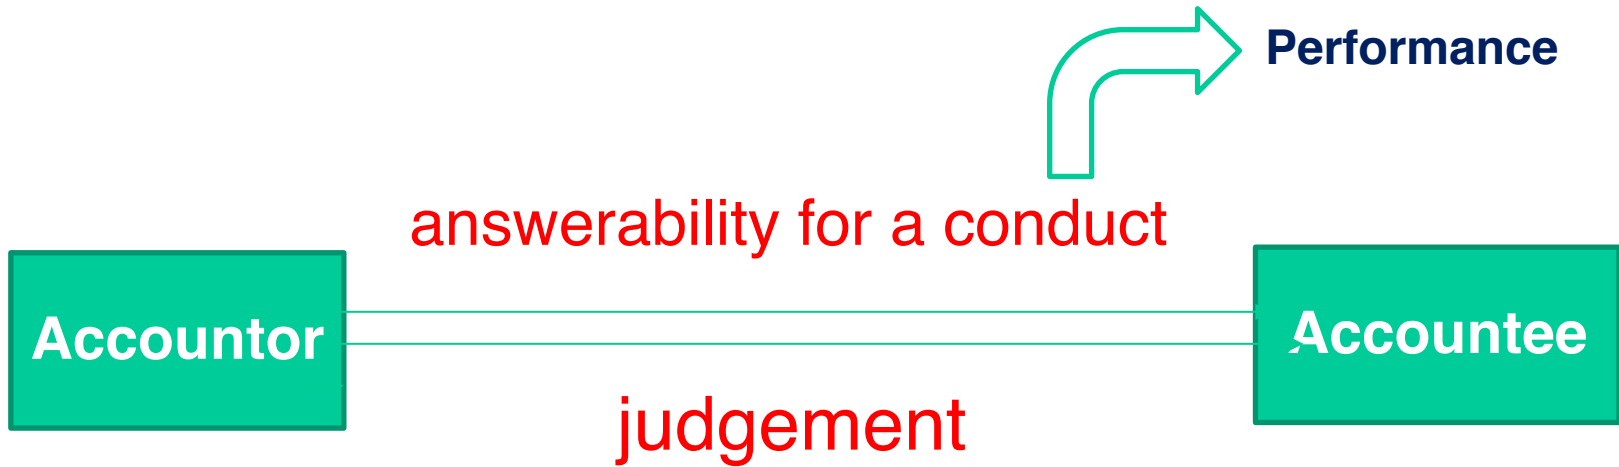 Performance
answerability for a conduct
Accountor
Accountee
judgement